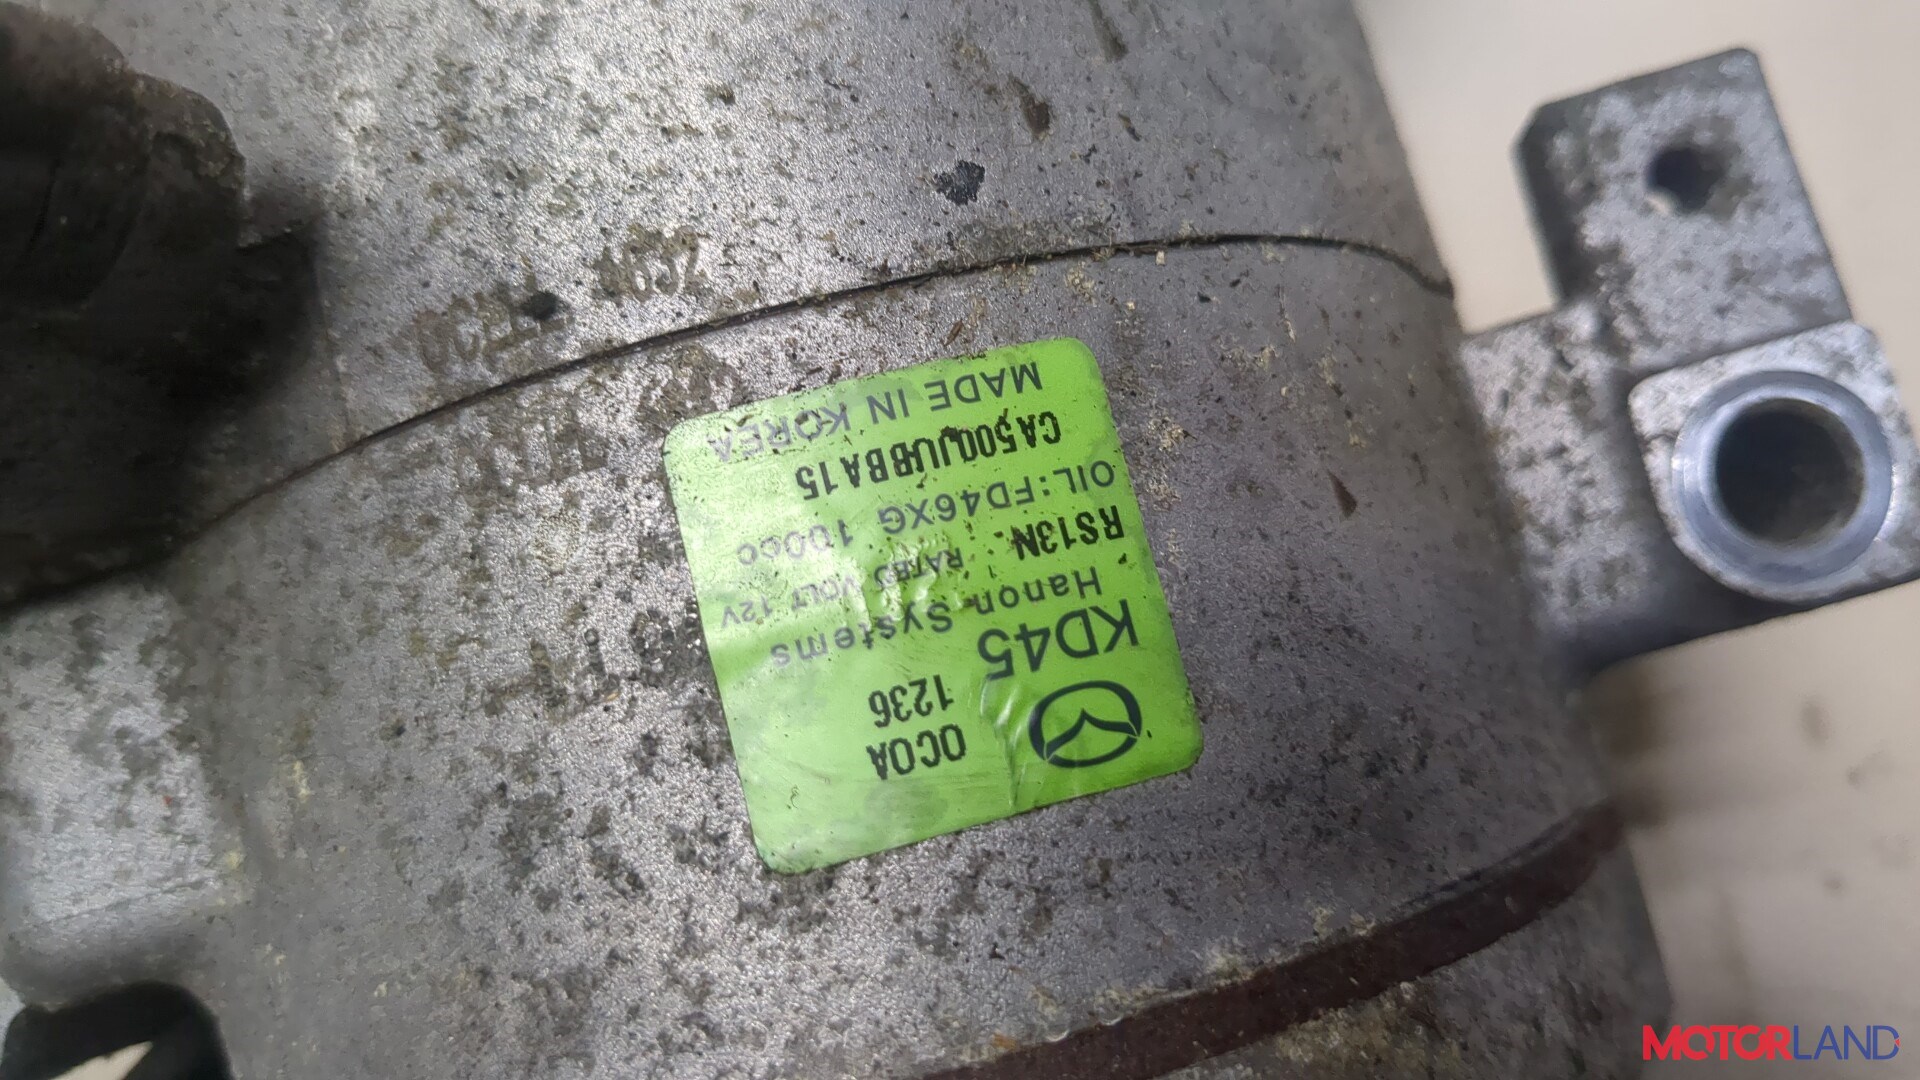 0C0A
1236
KD45
Hanon Systems
RATED VOLT 12V
RS13N
OIL:FD46XG 100cc
CA500JUBBA15
MADE IN KOREA
MOTORLAND